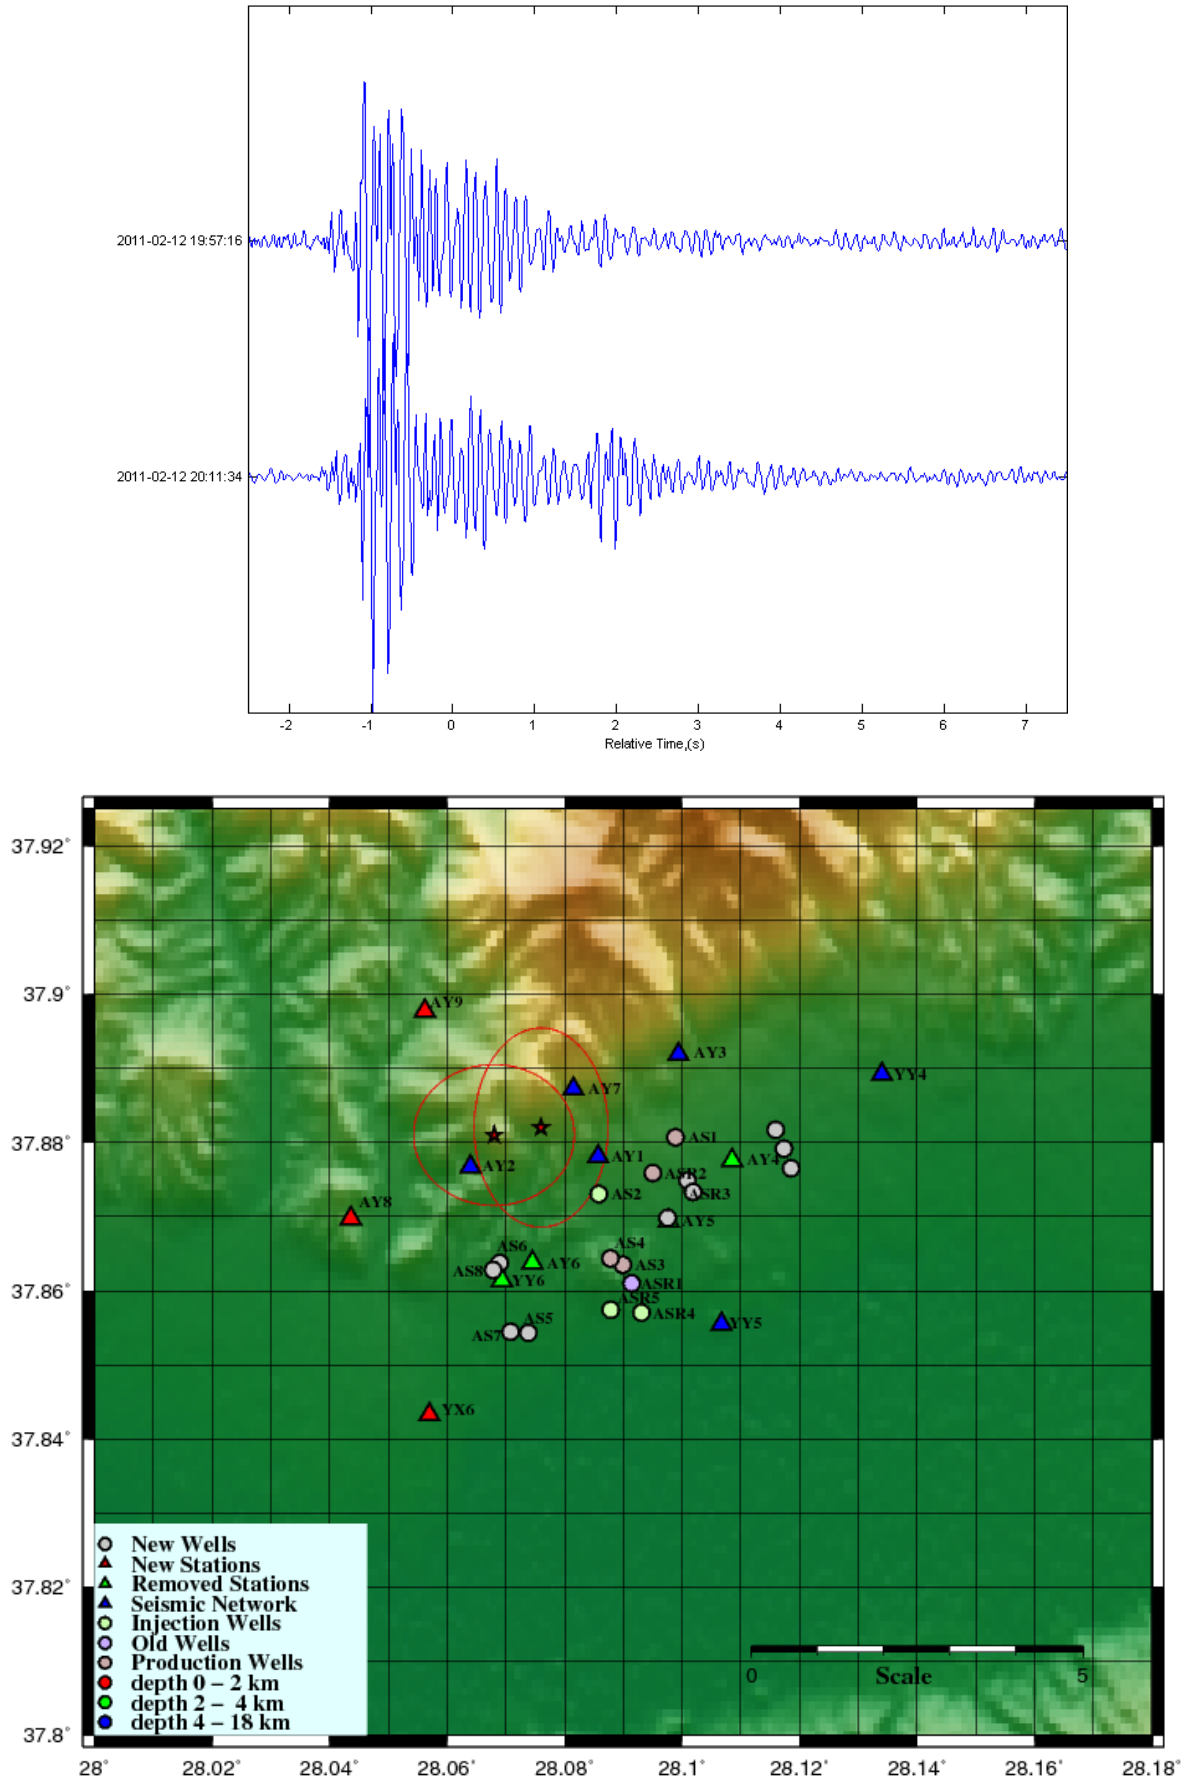 2011-02-12 19:57:16
2011-02-12 20:11:34
-2 -1 0 1 2 3 4 5 6 7
Relative Time,(s)
37.92°
37.9°
37.88°
37.86°
37.84°
37.82°
37.8°
AY9
AY3
AY7
YY4
AS1
AY2
AY1
AY4
ASR2
AS2
ASR3
AY8
AY5
AS6
AS4
AS8
AY6
AS3
YY6
ASR1
ASR5
AS5
ASR4
YY5
AS7
YX6
New Wells
New Stations
Removed Stations
Seismic Network
Injection Wells
Old Wells
Production Wells
depth 0 – 2 km
depth 2 – 4 km
depth 4 – 18 km
0 Scale 5
28° 28.02° 28.04° 28.06° 28.08° 28.1° 28.12° 28.14° 28.16° 28.18°